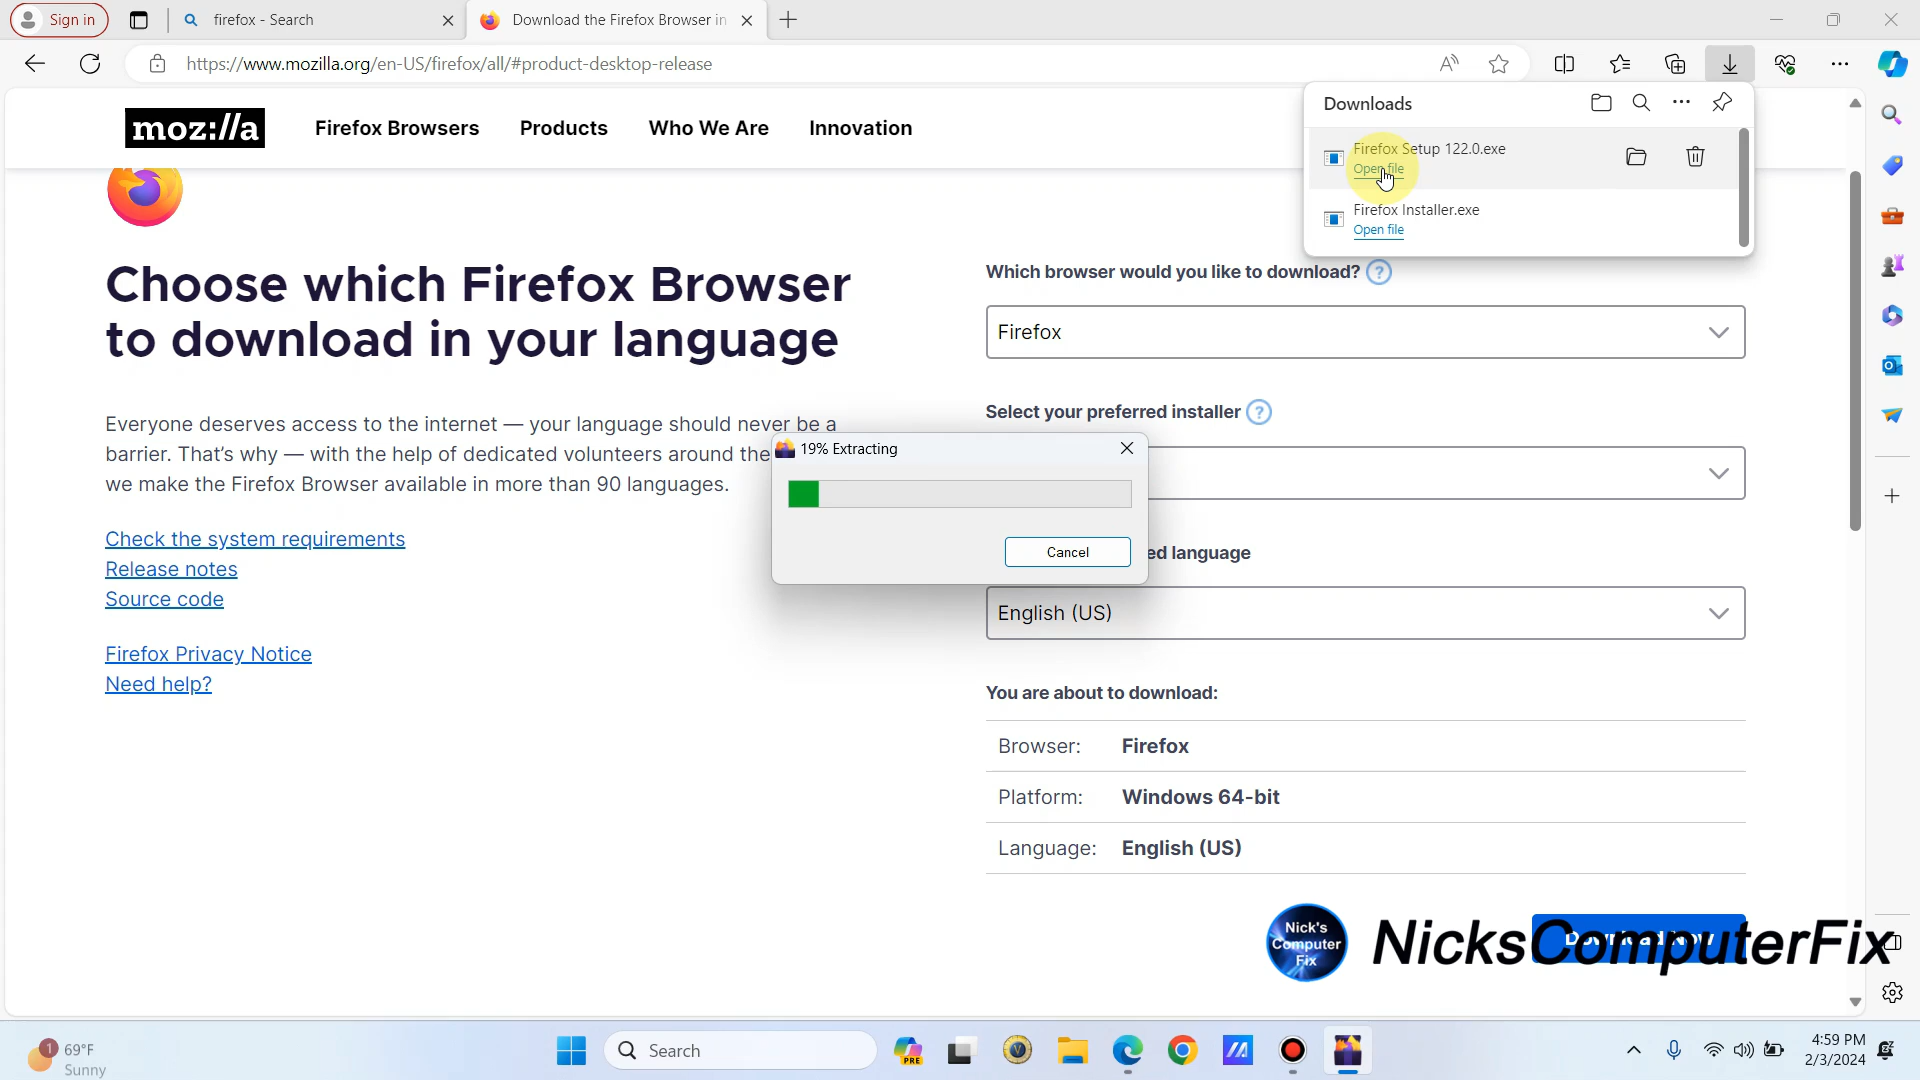 Sign in
firefox - Search
Download the Firefox Browser in
https://www.mozilla.org/en-US/firefox/all/#product-desktop-release
moz://a
Firefox Browsers
Products
Who We Are
Innovation
Downloads
Firefox Setup 122.0.exe
Open file
Firefox Installer.exe
Open file
Choose which Firefox Browser
to download in your language
Everyone deserves access to the internet — your language should never be a
barrier. That's why — with the help of dedicated volunteers around the
we make the Firefox Browser available in more than 90 languages.
Check the system requirements
Release notes
Source code
Firefox Privacy Notice
Need help?
19% Extracting
Cancel
Which browser would you like to download? ?
Firefox
Select your preferred installer ?
ed language
English (US)
You are about to download:
Browser: Firefox
Platform: Windows 64-bit
Language: English (US)
Download Now
Nick's
Computer
Fix
NicksComputerFix
1
69°F
Sunny
Search
PRE
4:59 PM
2/3/2024